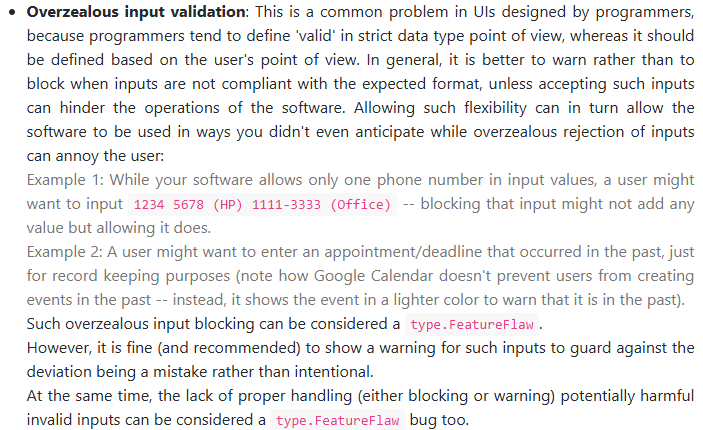 • Overzealous input validation: This is a common problem in UIs designed by programmers,
because programmers tend to define 'valid' in strict data type point of view, whereas it should
be defined based on the user's point of view. In general, it is better to warn rather than to
block when inputs are not compliant with the expected format, unless accepting such inputs
can hinder the operations of the software. Allowing such flexibility can in turn allow the
software to be used in ways you didn't even anticipate while overzealous rejection of inputs
can annoy the user:
Example 1: While your software allows only one phone number in input values, a user might
want to input 1234 5678 (HP) 1111-3333 (Office) -- blocking that input might not add any
value but allowing it does.
Example 2: A user might want to enter an appointment/deadline that occurred in the past, just
for record keeping purposes (note how Google Calendar doesn't prevent users from creating
events in the past -- instead, it shows the event in a lighter color to warn that it is in the past).
Such overzealous input blocking can be considered a type.FeatureFlaw.
However, it is fine (and recommended) to show a warning for such inputs to guard against the
deviation being a mistake rather than intentional.
At the same time, the lack of proper handling (either blocking or warning) potentially harmful
invalid inputs can be considered a type.FeatureFlaw bug too.